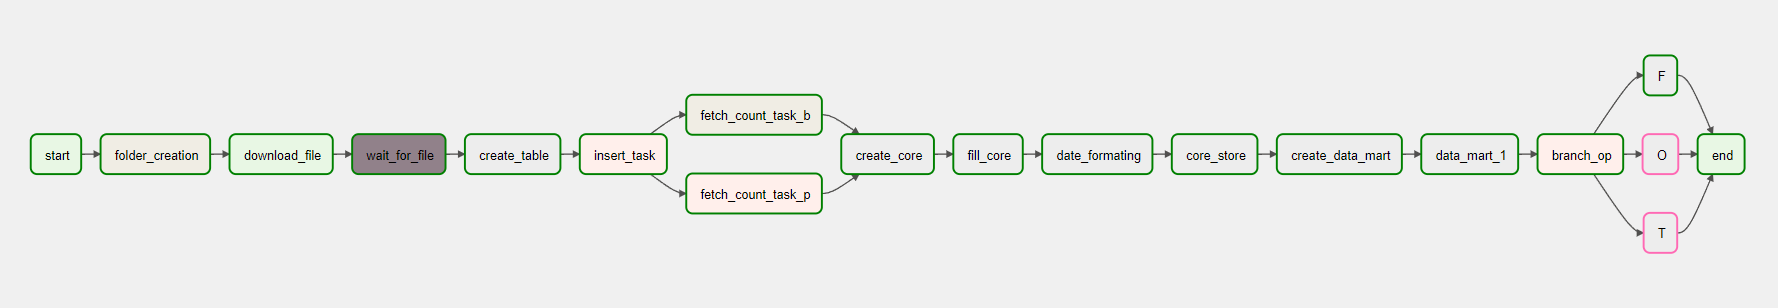 start
folder_creation
download_file
wait_for_file
create_table
insert_task
fetch_count_task_b
fetch_count_task_p
create_core
fill_core
date_formating
core_store
create_data_mart
data_mart_1
branch_op
F
O
T
end